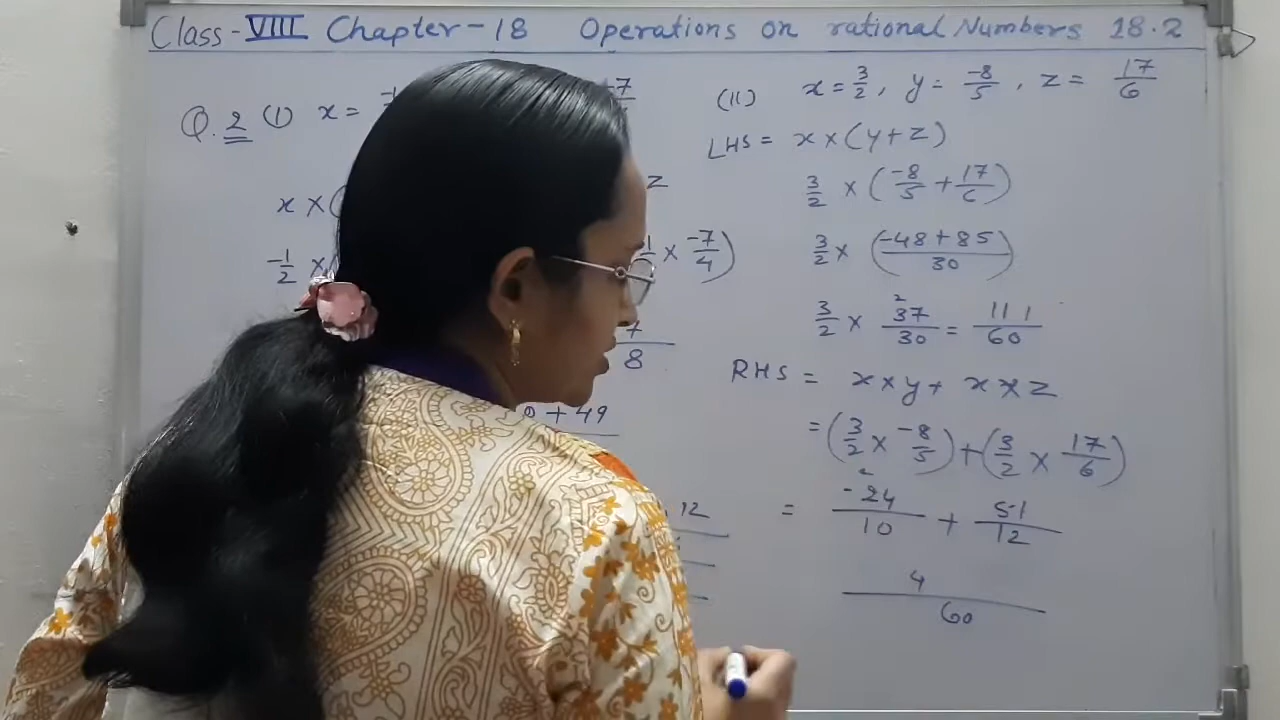 Class-VIII Chapter-18 Operations on rational Numbers 18.2
Q.2 (i) x =
x × ( z
-1/2 × × -7/4)
7/8
+ 49
12
(II) x = 3/2, y = -8/5, z = 17/6
LHS = x × (y + z)
3/2 × (-8/5 + 17/6)
3/2 × (-48 + 85 / 30)
3/2 × 37/30 = 111/60
RHS = x × y + x × z
= (3/2 × -8/5) + (3/2 × 17/6)
= -24/10 + 51/12
4/60